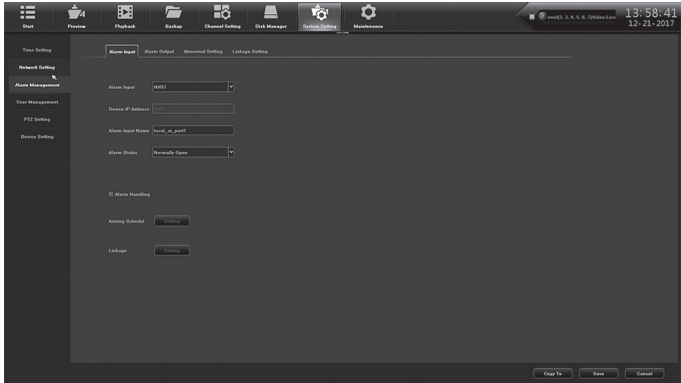 Start Preview Playback Backup Channel Setting Disk Manager System Setting Maintenance
13:58:41
12-21-2017
Time Setting
Network Setting
Alarm Management
User Management
PTZ Setting
Device Setting
Alarm Input Alarm Output Abnormal Setting Linkage Setting
Alarm Input NVR1
Device IP Address
Alarm Input Name local_ai_port1
Alarm Status Normally Open
Alarm Handling
Arming Schedul Setting
Linkage Setting
Copy To Save Cancel